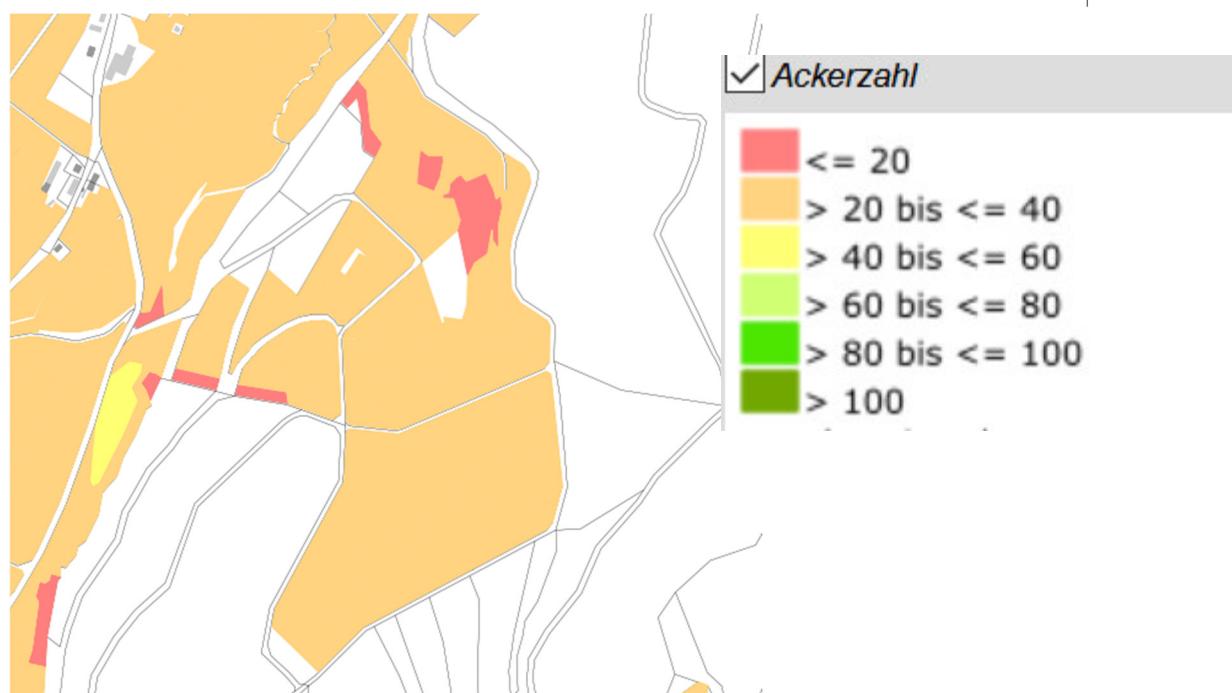 Ackerzahl
<= 20
> 20 bis <= 40
> 40 bis <= 60
> 60 bis <= 80
> 80 bis <= 100
> 100